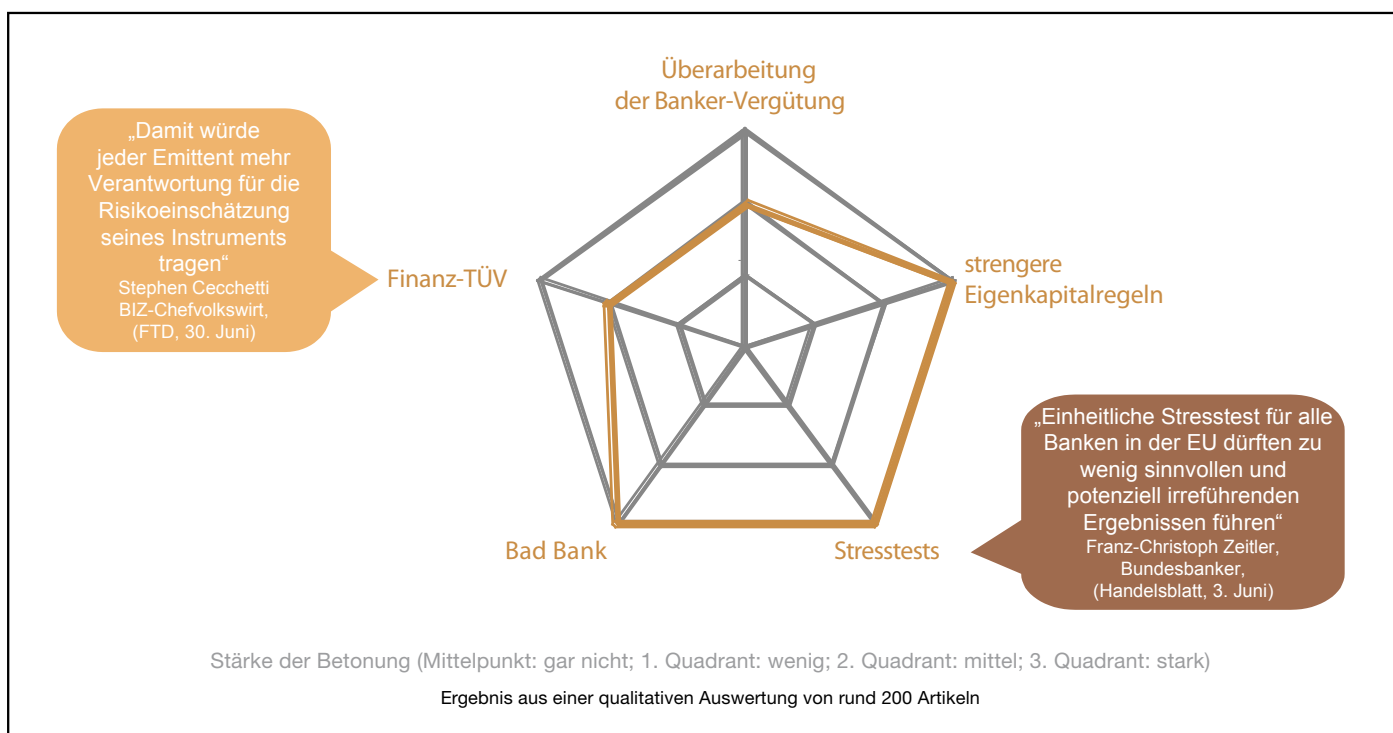 Überarbeitung
der Banker-Vergütung
„Damit würde
jeder Emittent mehr
Verantwortung für die
Risikoeinschätzung
seines Instruments
tragen“
Stephen Cecchetti
BIZ-Chefvolkswirt,
(FTD, 30. Juni)
Finanz-TÜV
strengere
Eigenkapitalregeln
„Einheitliche Stresstest für alle
Banken in der EU dürften zu
wenig sinnvollen und
potenziell irreführenden
Ergebnissen führen“
Franz-Christoph Zeitler,
Bundesbanker,
(Handelsblatt, 3. Juni)
Bad Bank
Stresstests
Stärke der Betonung (Mittelpunkt: gar nicht; 1. Quadrant: wenig; 2. Quadrant: mittel; 3. Quadrant: stark)
Ergebnis aus einer qualitativen Auswertung von rund 200 Artikeln